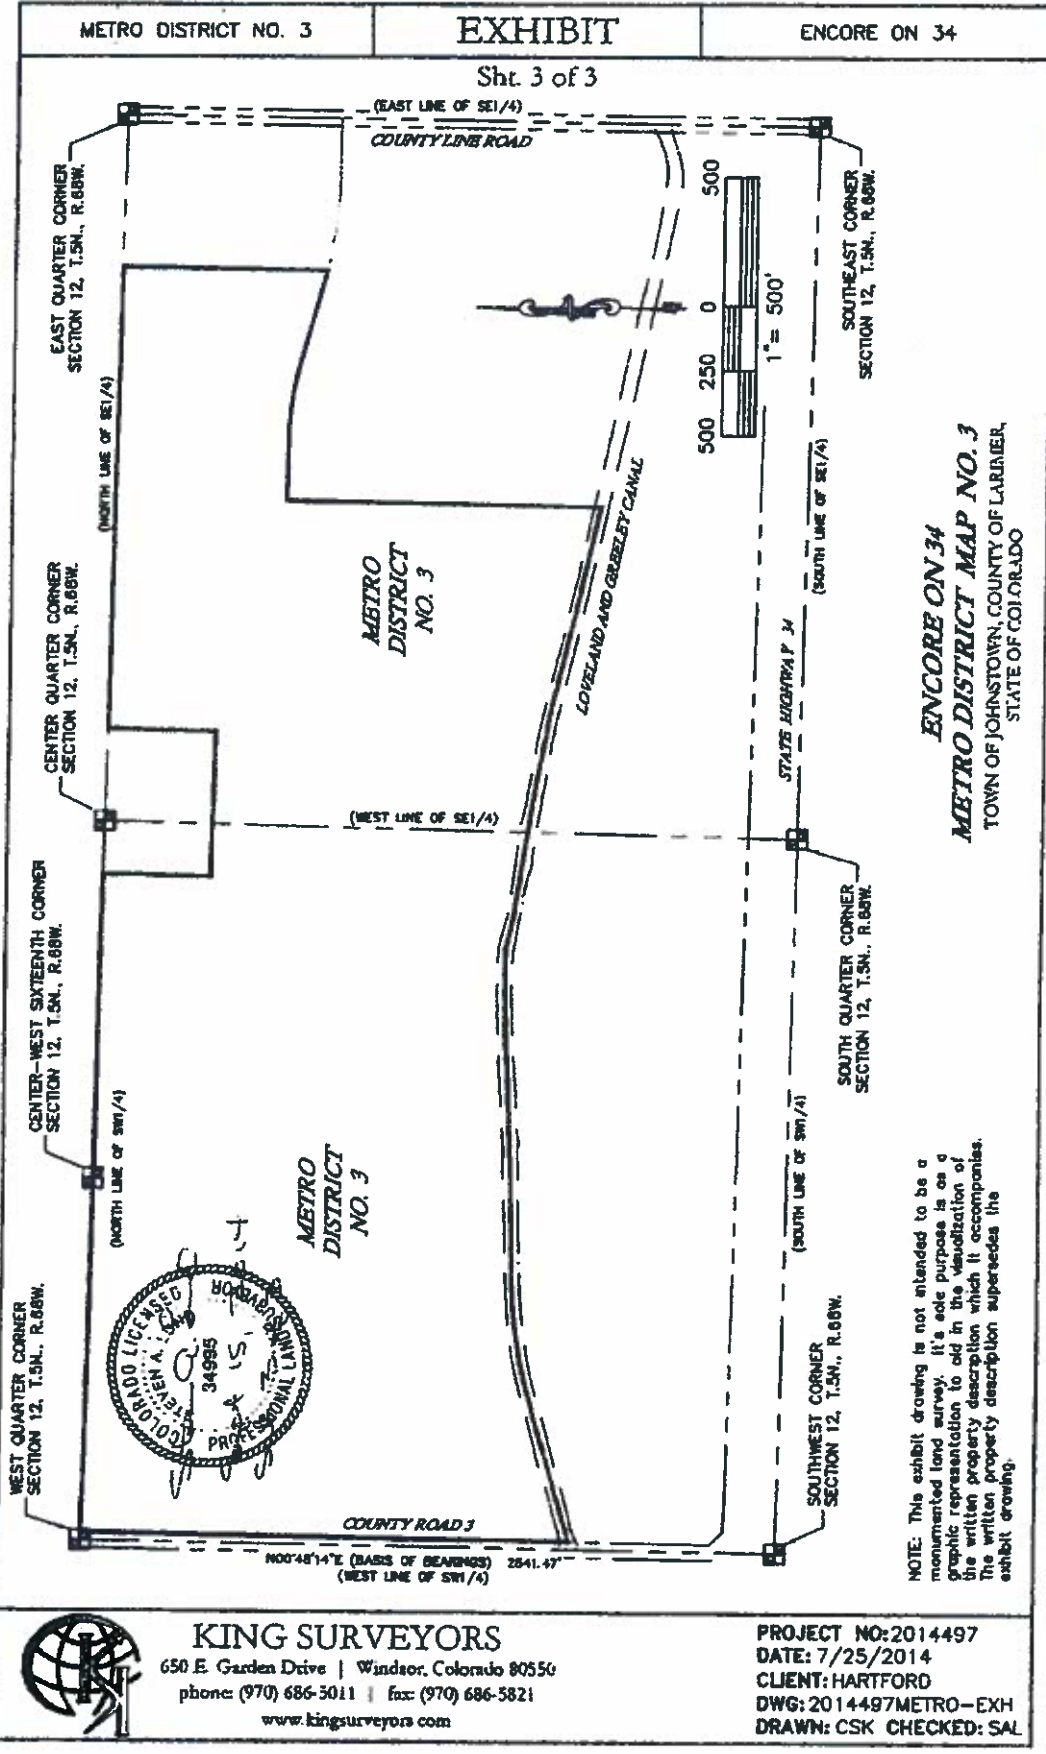 METRO DISTRICT NO. 3
EXHIBIT
ENCORE ON 34
Sht. 3 of 3
(EAST LINE OF SE1/4)
COUNTY LINE ROAD
EAST QUARTER CORNER
SECTION 12, T.5N., R.68W.
SOUTHEAST CORNER
SECTION 12, T.5N., R.68W.
500
0
250
500
1"= 500'
(NORTH LINE OF SE1/4)
(SOUTH LINE OF SE1/4)
LOVELAND AND GREELEY CANAL
STATE HIGHWAY 34
METRO
DISTRICT
NO. 3
CENTER QUARTER CORNER
SECTION 12, T.5N., R.68W.
(WEST LINE OF SE1/4)
ENCORE ON 34
METRO DISTRICT MAP NO. 3
TOWN OF JOHNSTOWN, COUNTY OF LARIMER,
STATE OF COLORADO
CENTER-WEST SIXTEENTH CORNER
SECTION 12, T.5N., R.68W.
SOUTH QUARTER CORNER
SECTION 12, T.5N., R.68W.
(NORTH LINE OF SW1/4)
(SOUTH LINE OF SW1/4)
METRO
DISTRICT
NO. 3
COLORADO LICENSED
STEVEN A.
34995
PROFESSIONAL LAND
WEST QUARTER CORNER
SECTION 12, T.5N., R.68W.
SOUTHWEST CORNER
SECTION 12, T.5N., R.68W.
COUNTY ROAD 3
N00°48'14"E (BASIS OF BEARINGS) 2641.47'
(WEST LINE OF SW1/4)
NOTE: This exhibit drawing is not intended to be a
monumented land survey. It's sole purpose is as a
graphic representation to aid in the visualization of
the written property description which it accompanies.
The written property description supersedes the
exhibit drawing.
KING SURVEYORS
650 E. Garden Drive | Windsor, Colorado 80550
phone: (970) 686-5011 | fax: (970) 686-5821
www.kingsurveyors.com
PROJECT NO:2014497
DATE: 7/25/2014
CLIENT: HARTFORD
DWG: 2014497METRO-EXH
DRAWN: CSK CHECKED: SAL